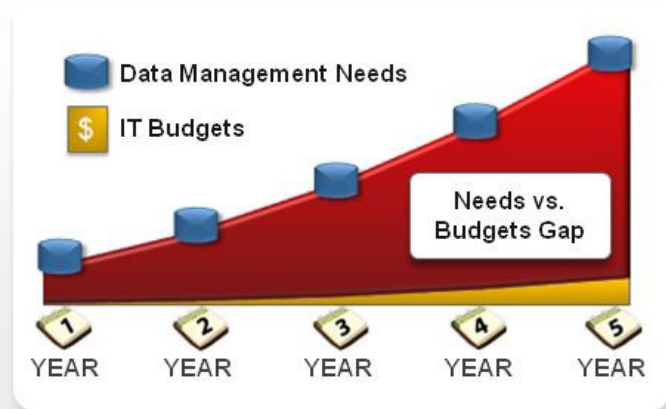 Data Management Needs
$
IT Budgets
Needs vs.
Budgets Gap
1 2 3 4 5
YEAR YEAR YEAR YEAR YEAR